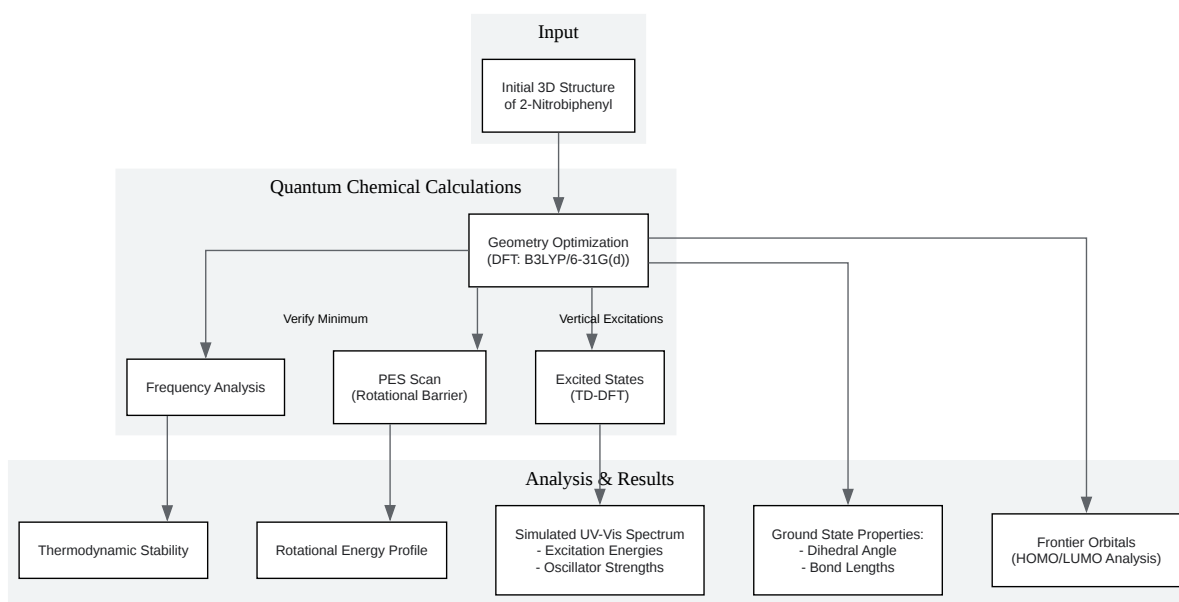 Input
Initial 3D Structure
of 2-Nitrobiphenyl
Quantum Chemical Calculations
Geometry Optimization
(DFT: B3LYP/6-31G(d))
Verify Minimum
Vertical Excitations
Frequency Analysis
PES Scan
(Rotational Barrier)
Excited States
(TD-DFT)
Analysis & Results
Thermodynamic Stability
Rotational Energy Profile
Simulated UV-Vis Spectrum
- Excitation Energies
- Oscillator Strengths
Ground State Properties:
- Dihedral Angle
- Bond Lengths
Frontier Orbitals
(HOMO/LUMO Analysis)